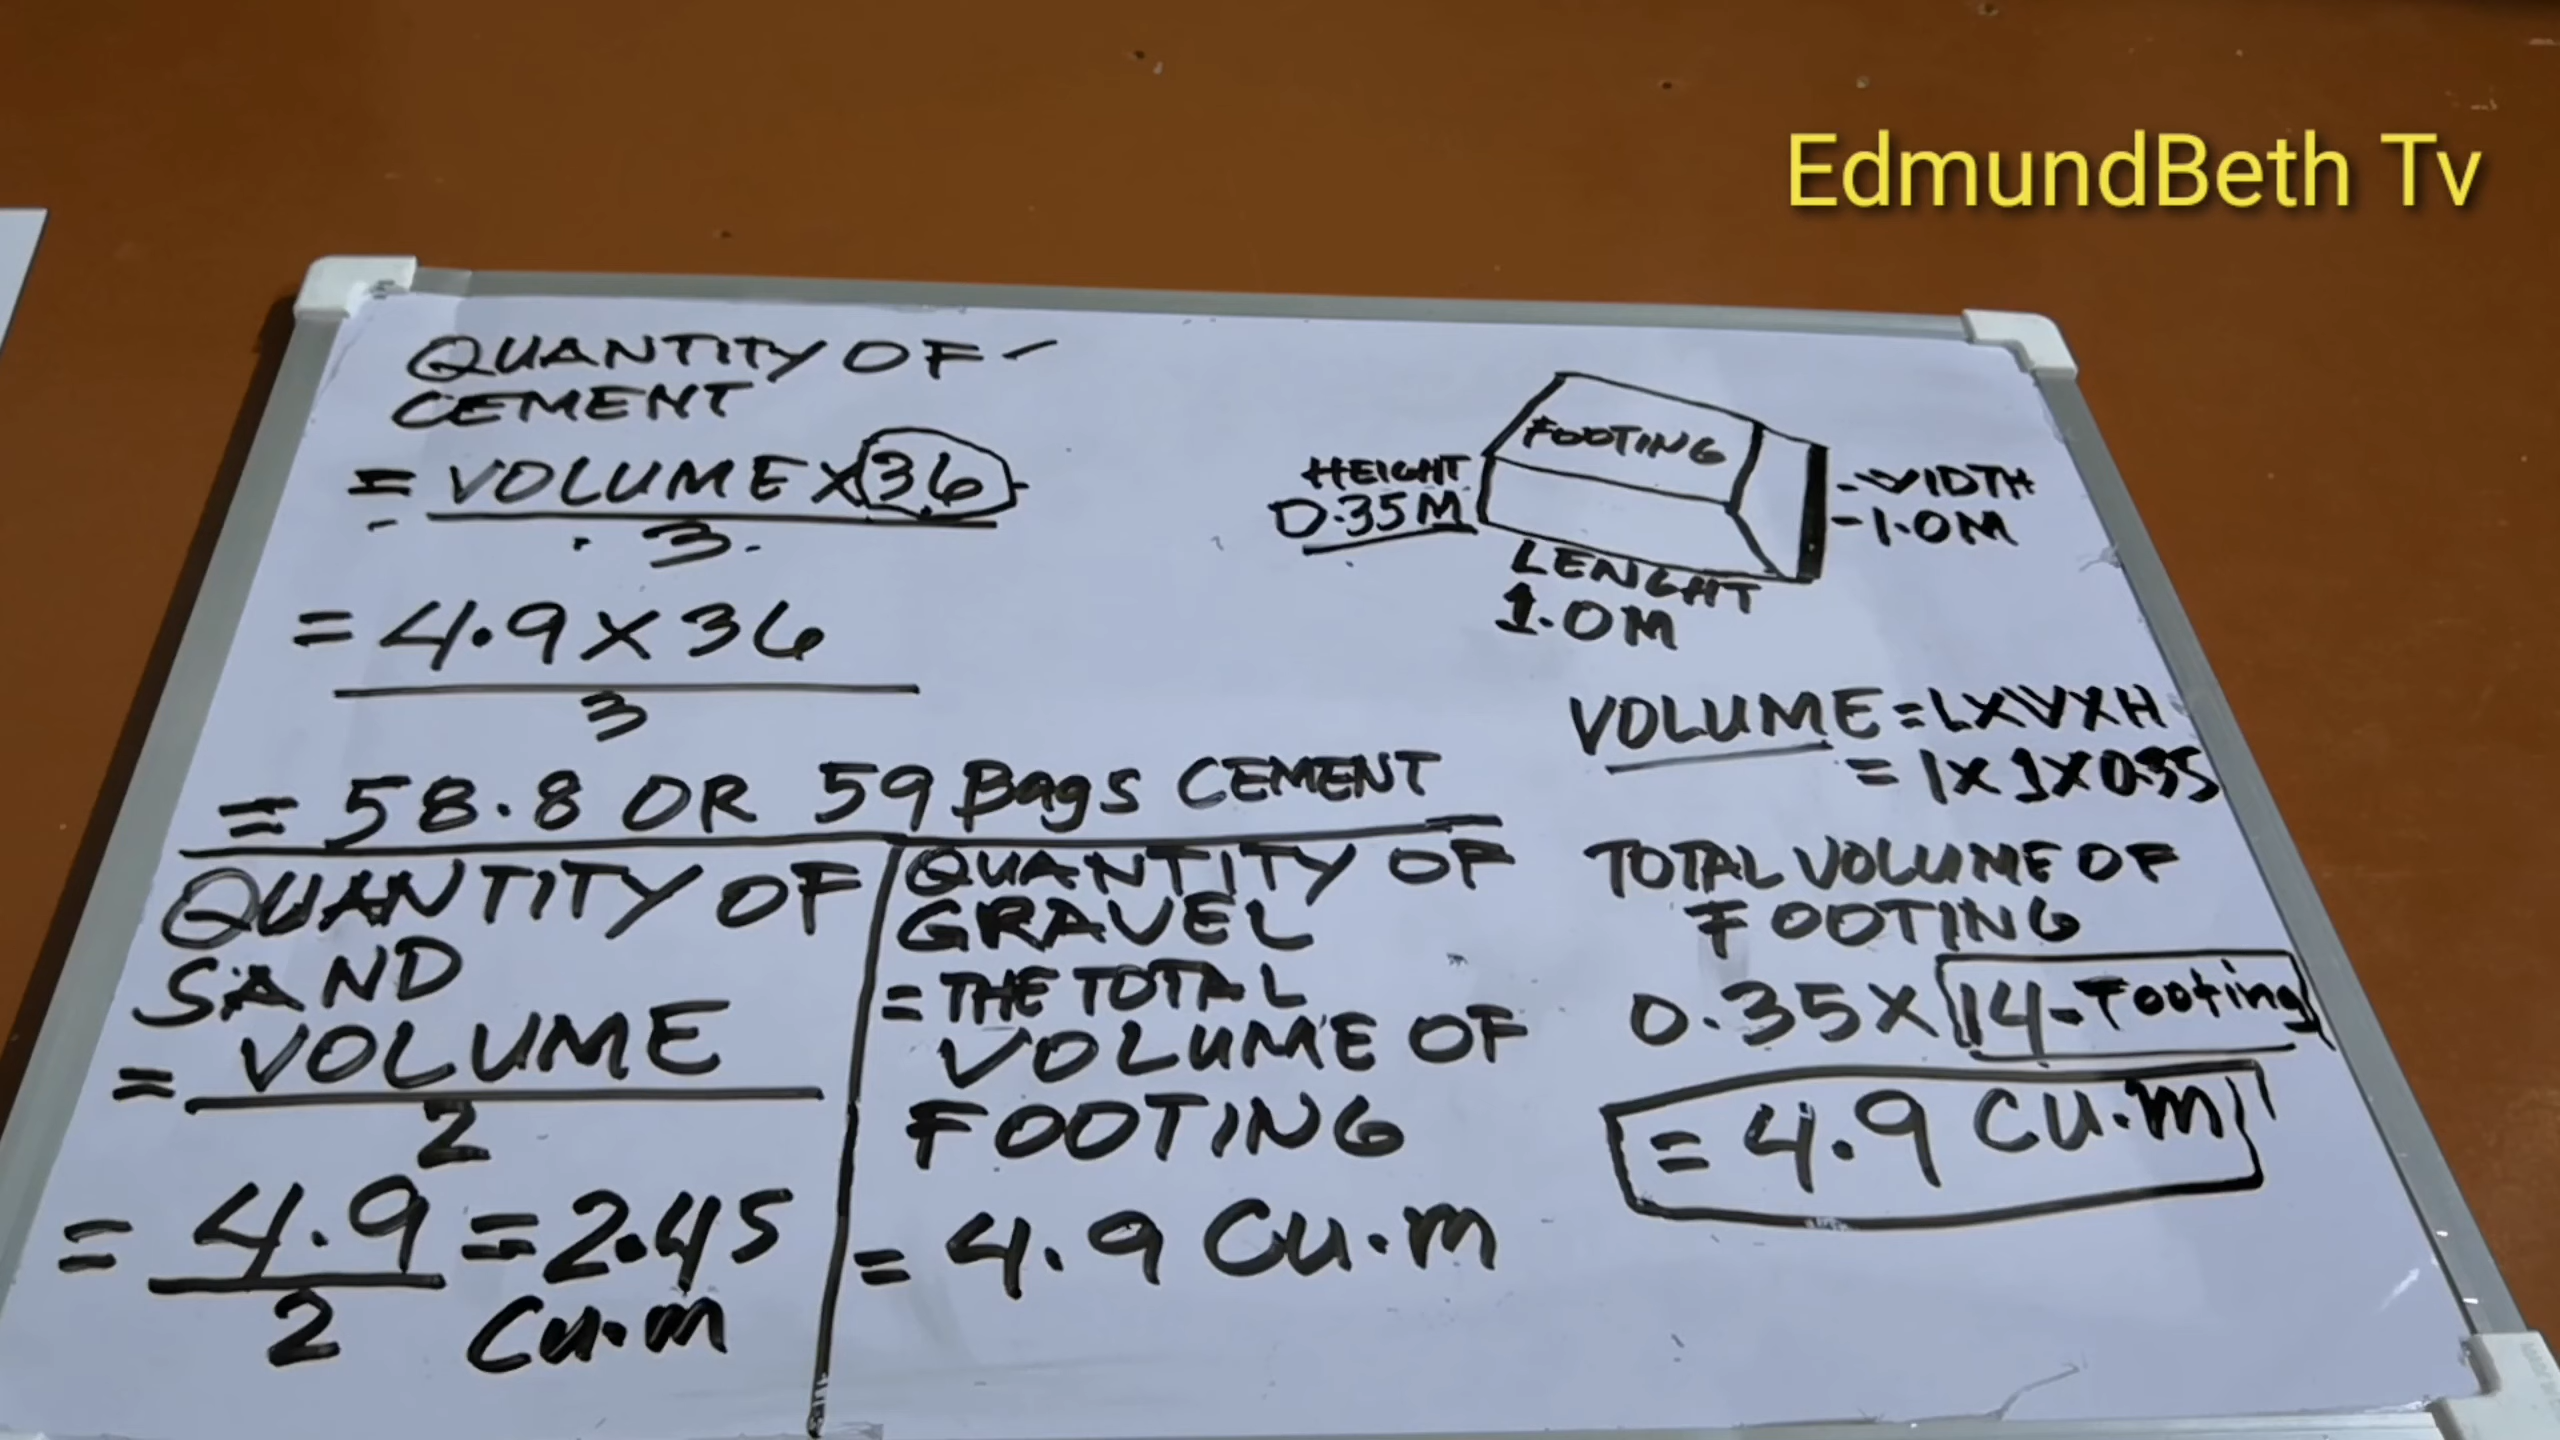 EdmundBeth Tv
QUANTITY OF
CEMENT
= VOLUME X 36
3
= 4.9 X 36
3
= 58.8 OR 59 Bags CEMENT
QUANTITY OF
SAND
= VOLUME
2
= 4.9 = 2.45
2 Cu.m
QUANTITY OF
GRAVEL
= THE TOTAL
VOLUME OF
FOOTING
= 4.9 Cu.m
FOOTING
HEIGHT
0.35M
- WIDTH
- 1.0M
LENGHT
1.0M
VOLUME = LXWXH
= 1X1X0.35
TOTAL VOLUME OF
FOOTING
0.35X 14-Footing
= 4.9 CU.m